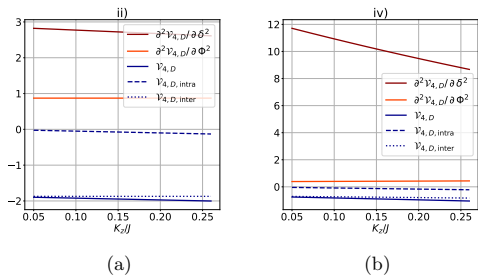 ii)
3
2
1
0
−1
−2
∂²𝒱₄,D/∂δ²
∂²𝒱₄,D/∂Φ²
𝒱₄,D
𝒱₄,D,intra
𝒱₄,D,inter
0.05 0.10 0.15 0.20 0.25
K_z/J
(a)
iv)
12
10
8
6
4
2
0
∂²𝒱₄,D/∂δ²
∂²𝒱₄,D/∂Φ²
𝒱₄,D
𝒱₄,D,intra
𝒱₄,D,inter
0.05 0.10 0.15 0.20 0.25
K_z/J
(b)